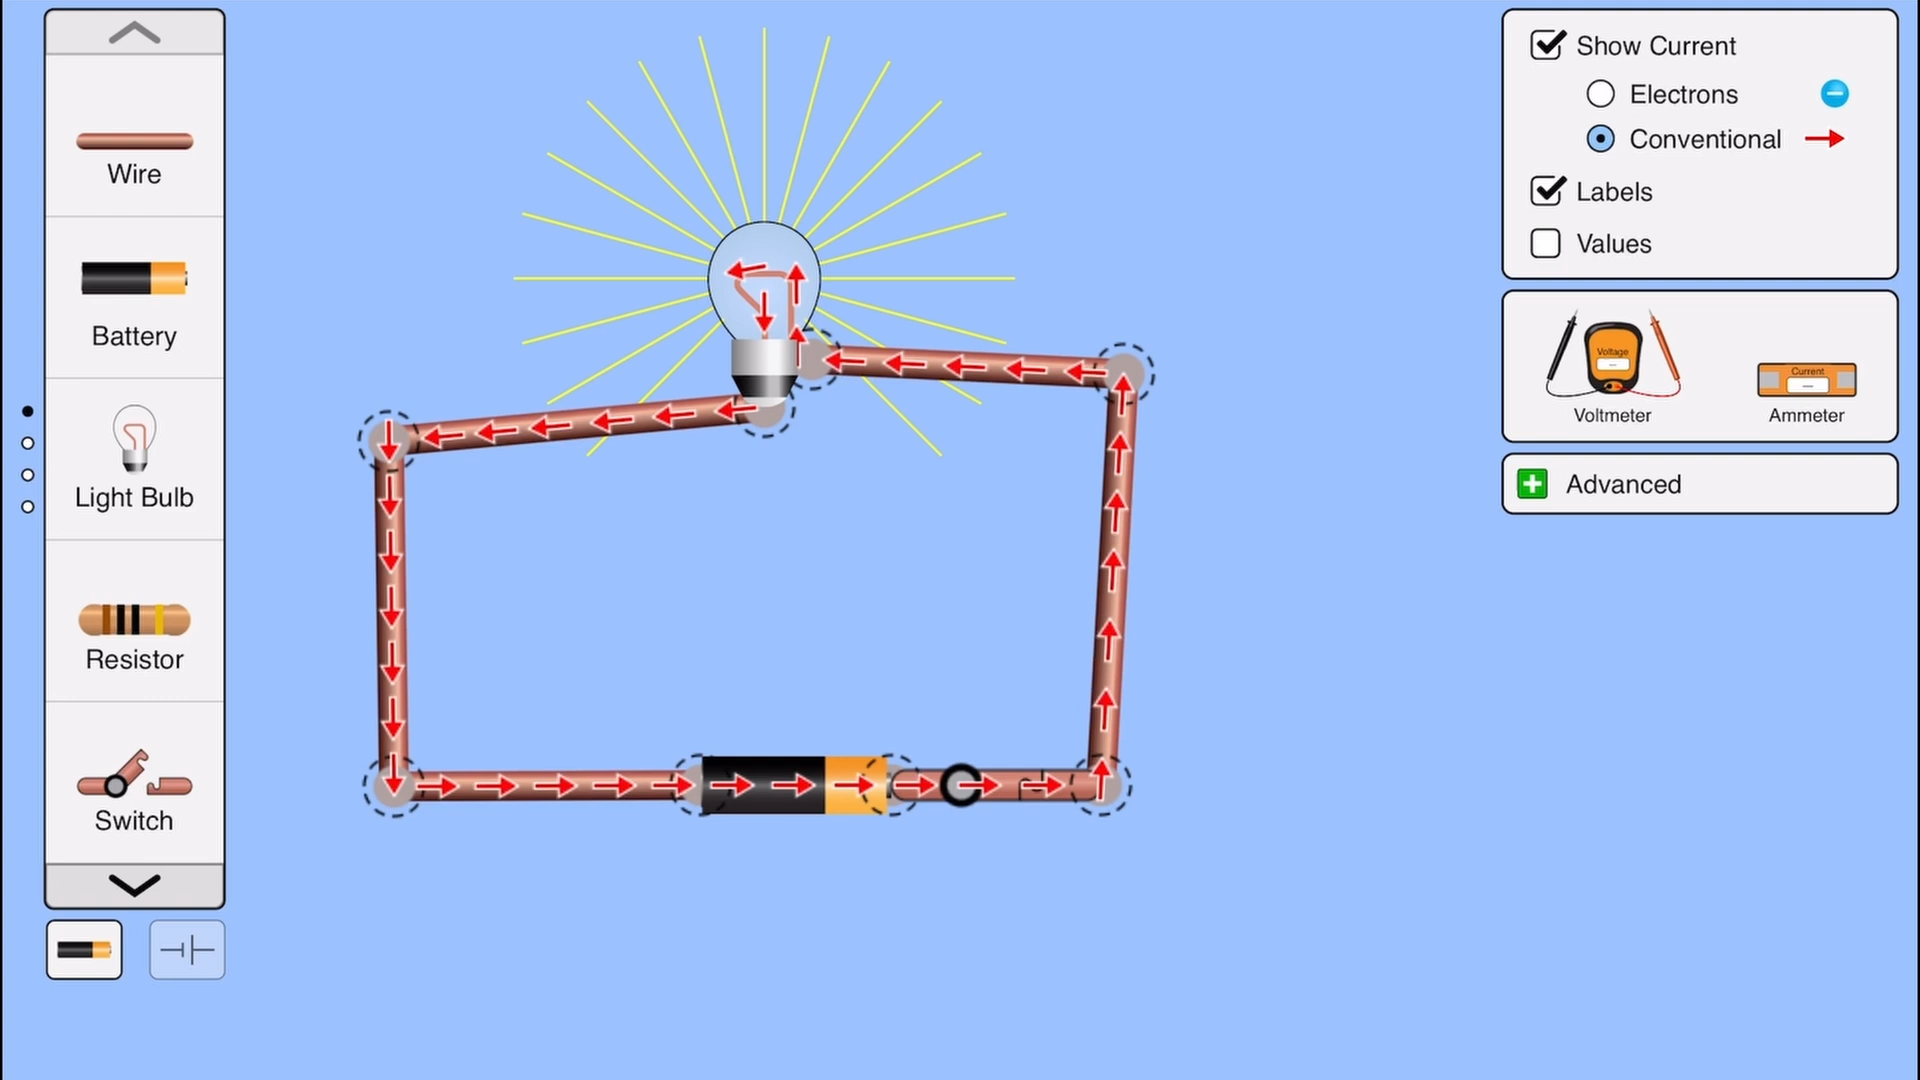 Wire
Battery
Light Bulb
Resistor
Switch
Show Current
Electrons
Conventional
Labels
Values
Voltage
Voltmeter
Current
Ammeter
Advanced